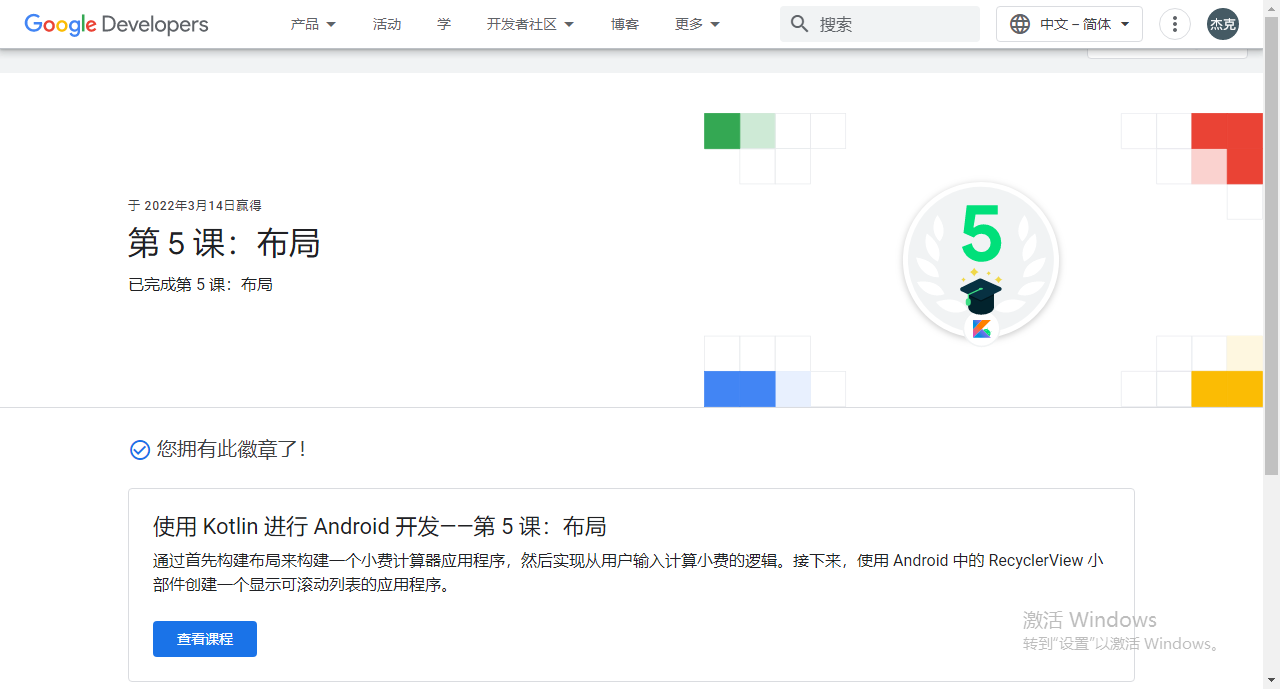 Google Developers 产品 活动 学 开发者社区 博客 更多 搜索 中文 – 简体 杰克
于 2022年3月14日赢得
第 5 课：布局
已完成第 5 课：布局
5
您拥有此徽章了！
使用 Kotlin 进行 Android 开发——第 5 课：布局
通过首先构建布局来构建一个小费计算器应用程序，然后实现从用户输入计算小费的逻辑。接下来，使用 Android 中的 RecyclerView 小
部件创建一个显示可滚动列表的应用程序。
查看课程
激活 Windows
转到“设置”以激活 Windows。